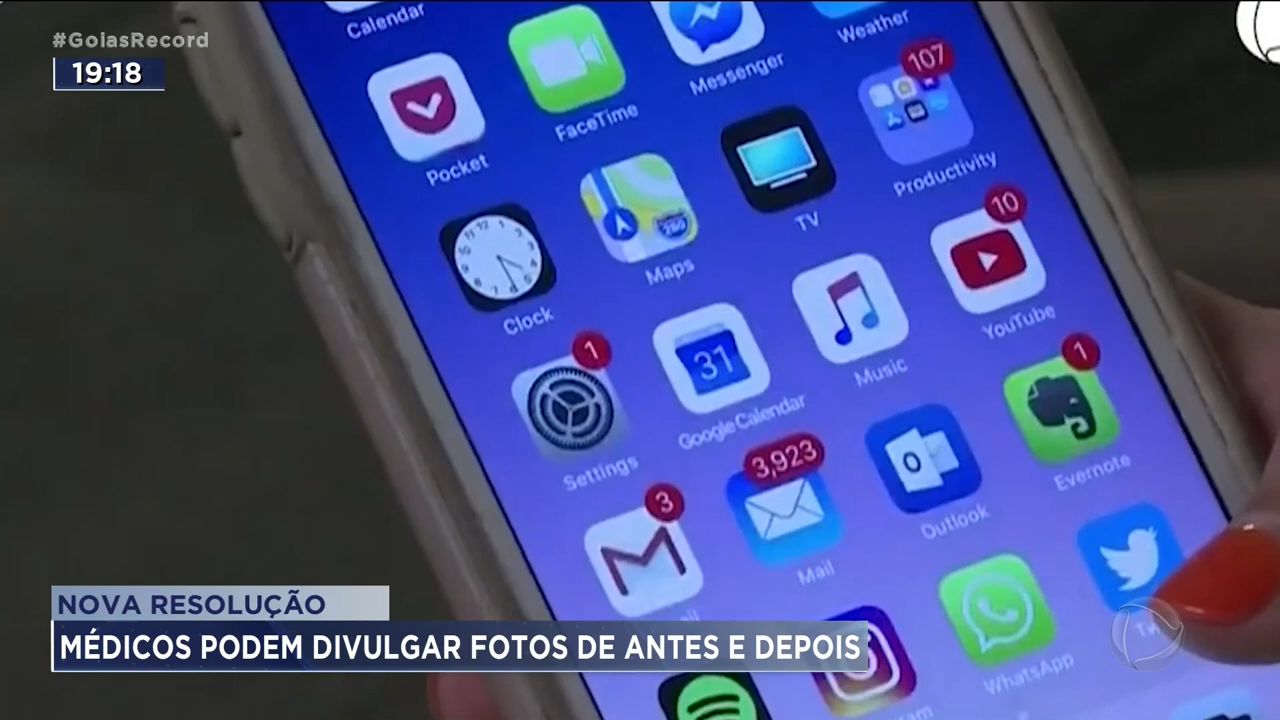 #GoiasRecord
19:18
Calendar
Messenger
Weather
107
Pocket
FaceTime
TV
Productivity
10
Clock
Maps
280
Music
YouTube
1
Settings
31
Google Calendar
1
Evernote
3
3,923
Mail
Outlook
WhatsApp
NOVA RESOLUÇÃO
MÉDICOS PODEM DIVULGAR FOTOS DE ANTES E DEPOIS